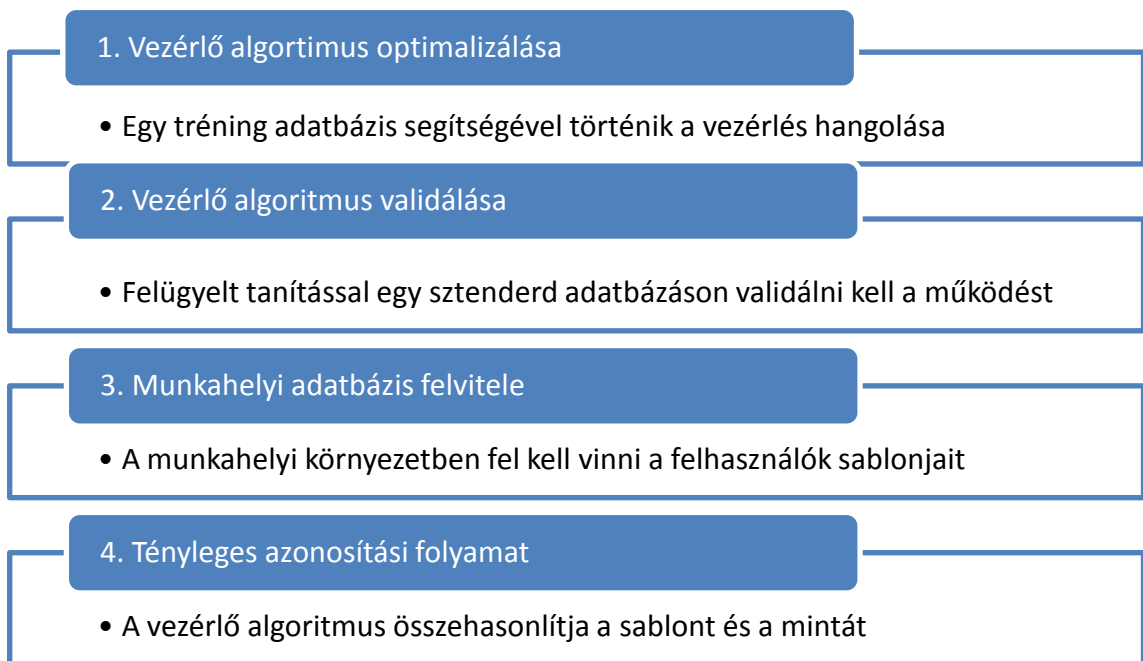 1. Vezérlő algortimus optimalizálása
• Egy tréning adatbázis segítségével történik a vezérlés hangolása
2. Vezérlő algoritmus validálása
• Felügyelt tanítással egy sztenderd adatbázáson validálni kell a működést
3. Munkahelyi adatbázis felvitele
• A munkahelyi környezetben fel kell vinni a felhasználók sablonjait
4. Tényleges azonosítási folyamat
• A vezérlő algoritmus összehasonlítja a sablont és a mintát